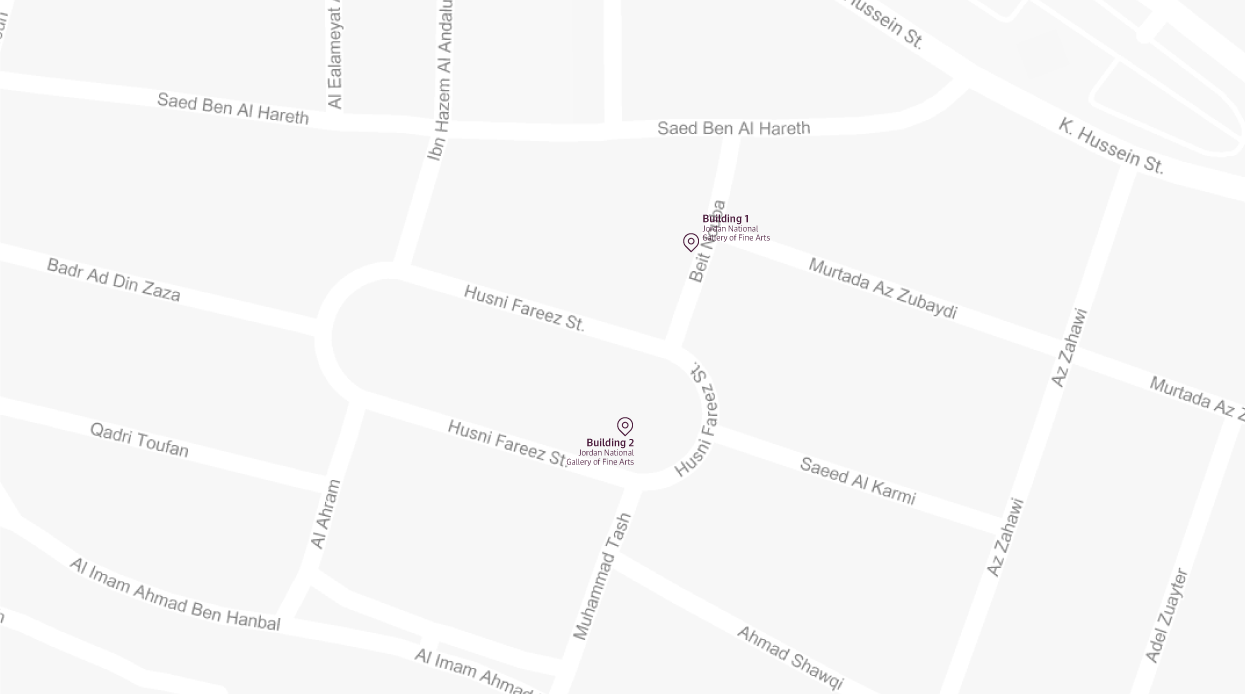 Hussein St.
Al Ealameyat
Ibn Hazem Al Andalu
Saed Ben Al Hareth
Saed Ben Al Hareth
K. Hussein St.
Building 1
Jordan National
Gallery of Fine Arts
Beit
Badr Ad Din Zaza
Husni Fareez St.
Murtada Az Zubaydi
Az Zahawi
Husni Fareez St.
Murtada Az Z
Qadri Toufan
Husni Fareez St.
Building 2
Jordan National
Gallery of Fine Arts
Saeed Al Karmi
Al Ahram
Az Zahawi
Muhammad Tash
Al Imam Ahmad Ben Hanbal
Adel Zuayter
Ahmad Shawqi
Al Imam Ahmad